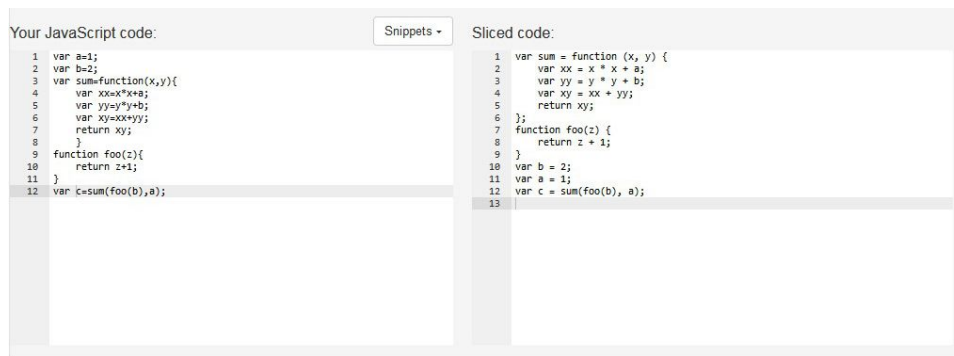 Your JavaScript code:
Snippets
1 var a=1;
2 var b=2;
3 var sum=function(x,y){
4 var xx=x*x+a;
5 var yy=y*y+b;
6 var xy=xx+yy;
7 return xy;
8 }
9 function foo(z){
10 return z+1;
11 }
12 var c=sum(foo(b),a);
Sliced code:
1 var sum = function (x, y) {
2 var xx = x * x + a;
3 var yy = y * y + b;
4 var xy = xx + yy;
5 return xy;
6 };
7 function foo(z) {
8 return z + 1;
9 }
10 var b = 2;
11 var a = 1;
12 var c = sum(foo(b), a);
13